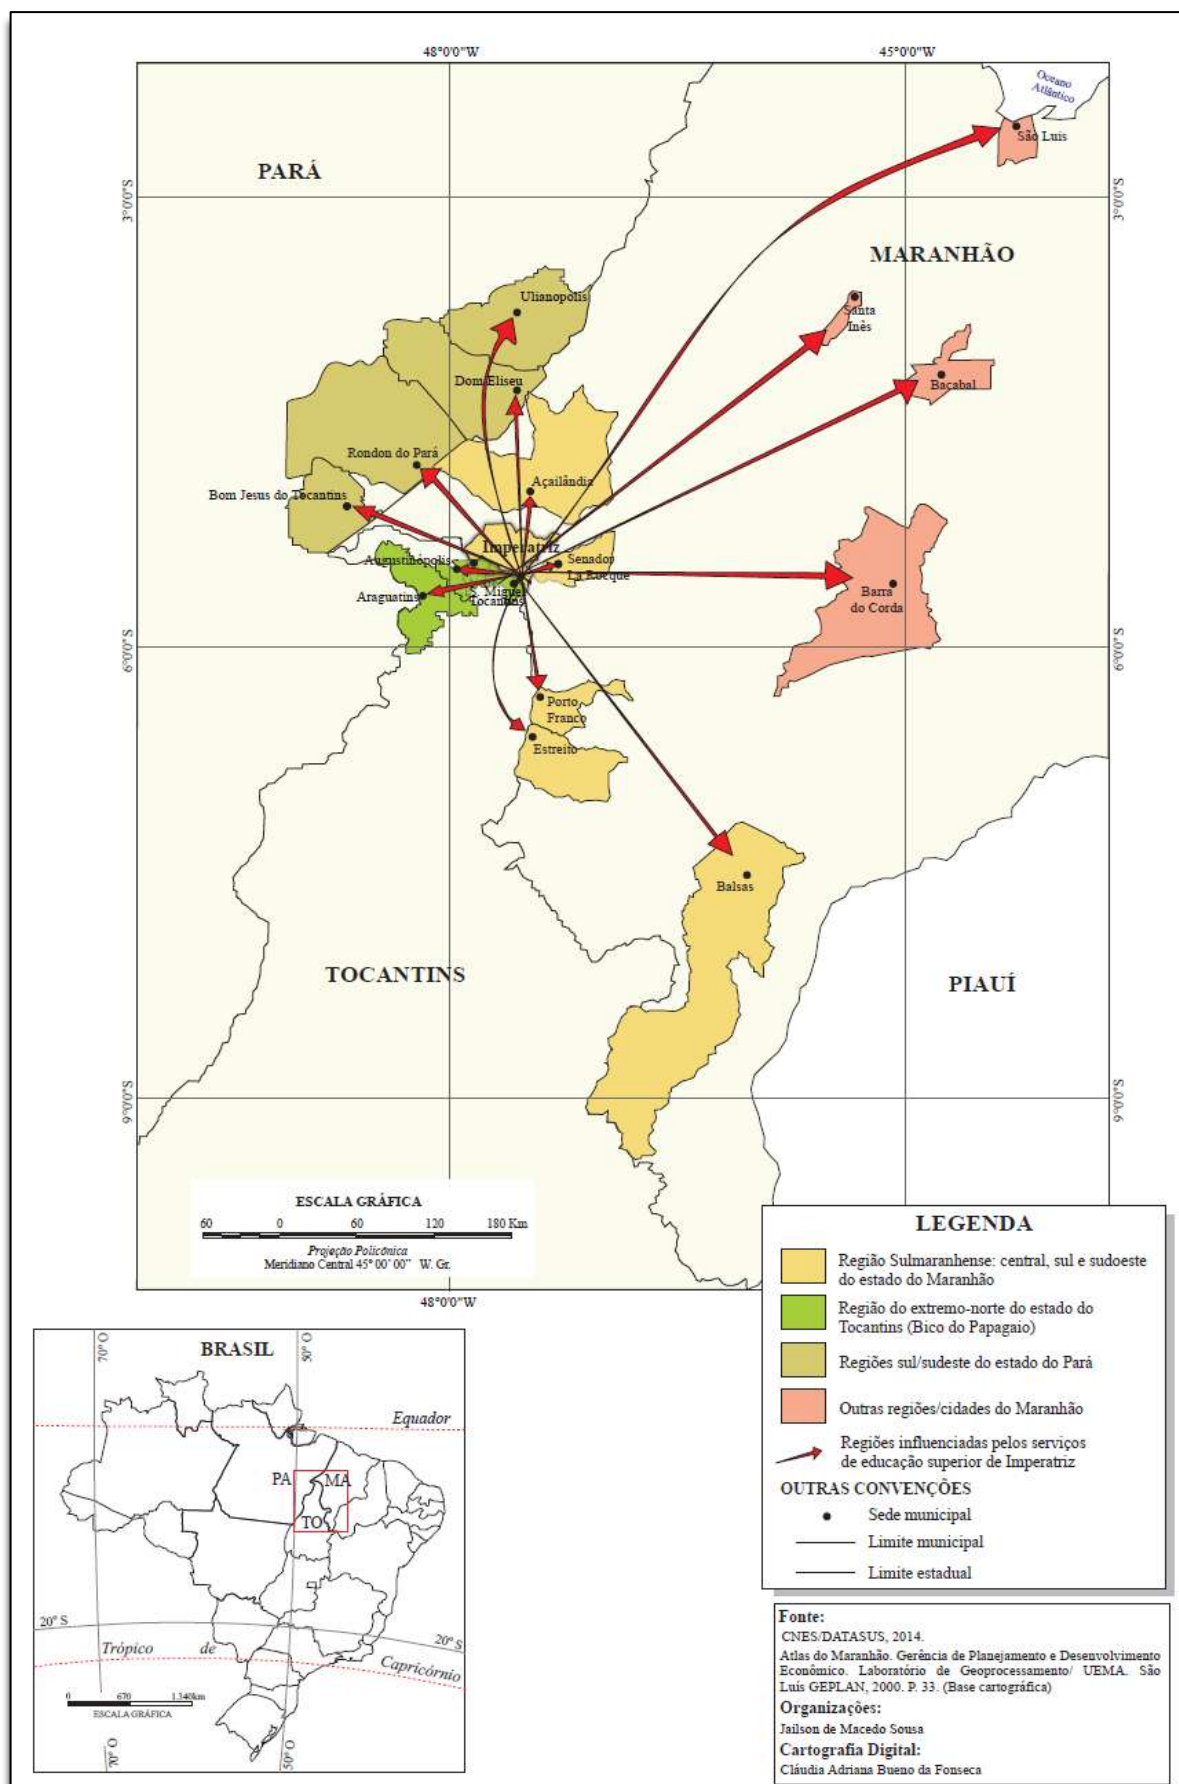 48°0'0"W
45°0'0"W
Oceano
Atlântico
São Luis
PARÁ
3°0'0"S
3°0'0"S
MARANHÃO
Ulianopolis
Santa
Inês
Dom Eliseu
Bacabal
Rondon do Pará
Açailândia
Bom Jesus do Tocantins
Imperatriz
Augustinópolis
Senador
La Rocque
Araguatins
S. Miguel
Tocantins
Barra
do Corda
6°0'0"S
6°0'0"S
Porto
Franco
Estreito
Balsas
TOCANTINS
PIAUÍ
9°0'0"S
9°0'0"S
ESCALA GRÁFICA
60 0 60 120 180 Km
Projeção Policônica
Meridiano Central 45° 00' 00" W. Gr.
48°0'0"W
LEGENDA
Região Sulmaranhense: central, sul e sudoeste
do estado do Maranhão
Região do extremo-norte do estado do
Tocantins (Bico do Papagaio)
Regiões sul/sudeste do estado do Pará
Outras regiões/cidades do Maranhão
Regiões influenciadas pelos serviços
de educação superior de Imperatriz
OUTRAS CONVENÇÕES
Sede municipal
Limite municipal
Limite estadual
BRASIL
70° O
50° O
Equador
PA
MA
TO
20° S
20° S
Trópico de Capricórnio
0 670 1.340km
ESCALA GRÁFICA
70° O
50° O
Fonte:
CNES/DATASUS, 2014.
Atlas do Maranhão. Gerência de Planejamento e Desenvolvimento
Econômico. Laboratório de Geoprocessamento/ UEMA. São
Luís GEPLAN, 2000. P. 33. (Base cartográfica)
Organizações:
Jailson de Macedo Sousa
Cartografia Digital:
Cláudia Adriana Bueno da Fonseca